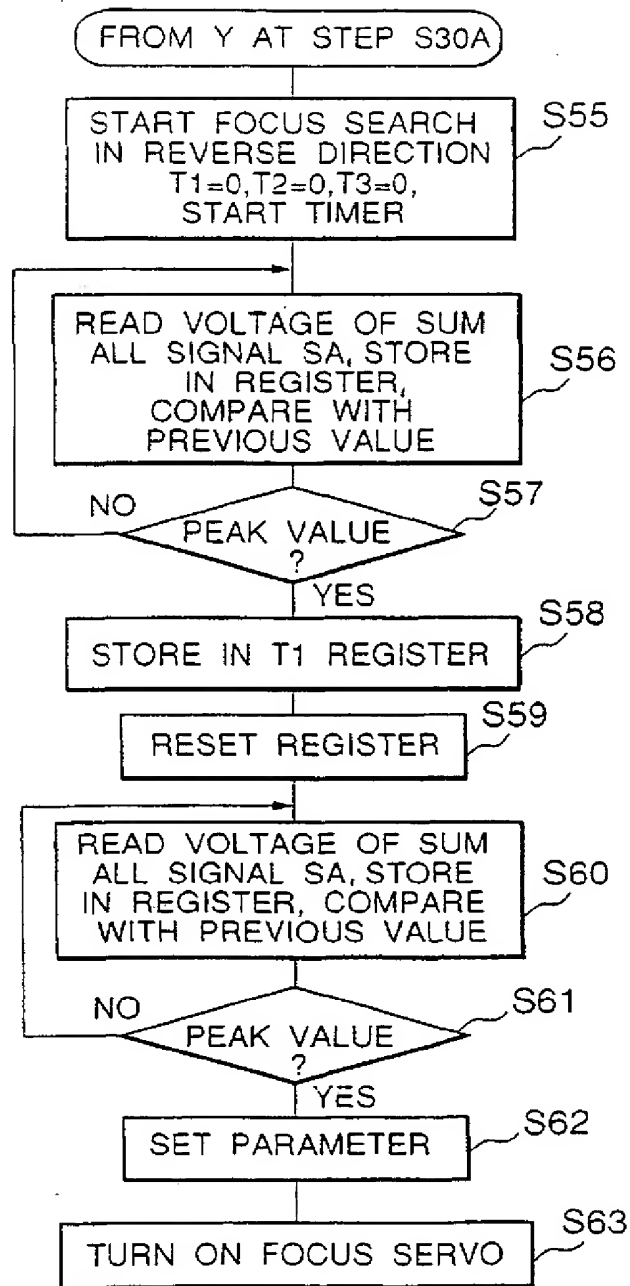 FROM Y AT STEP S30A
START FOCUS SEARCH
IN REVERSE DIRECTION
T1=0, T2=0, T3=0,
START TIMER
S55
READ VOLTAGE OF SUM
ALL SIGNAL SA, STORE
IN REGISTER,
COMPARE WITH
PREVIOUS VALUE
S56
NO
PEAK VALUE
?
S57
YES
STORE IN T1 REGISTER
S58
RESET REGISTER
S59
READ VOLTAGE OF SUM
ALL SIGNAL SA, STORE
IN REGISTER, COMPARE
WITH PREVIOUS VALUE
S60
NO
PEAK VALUE
?
S61
YES
SET PARAMETER
S62
TURN ON FOCUS SERVO
S63